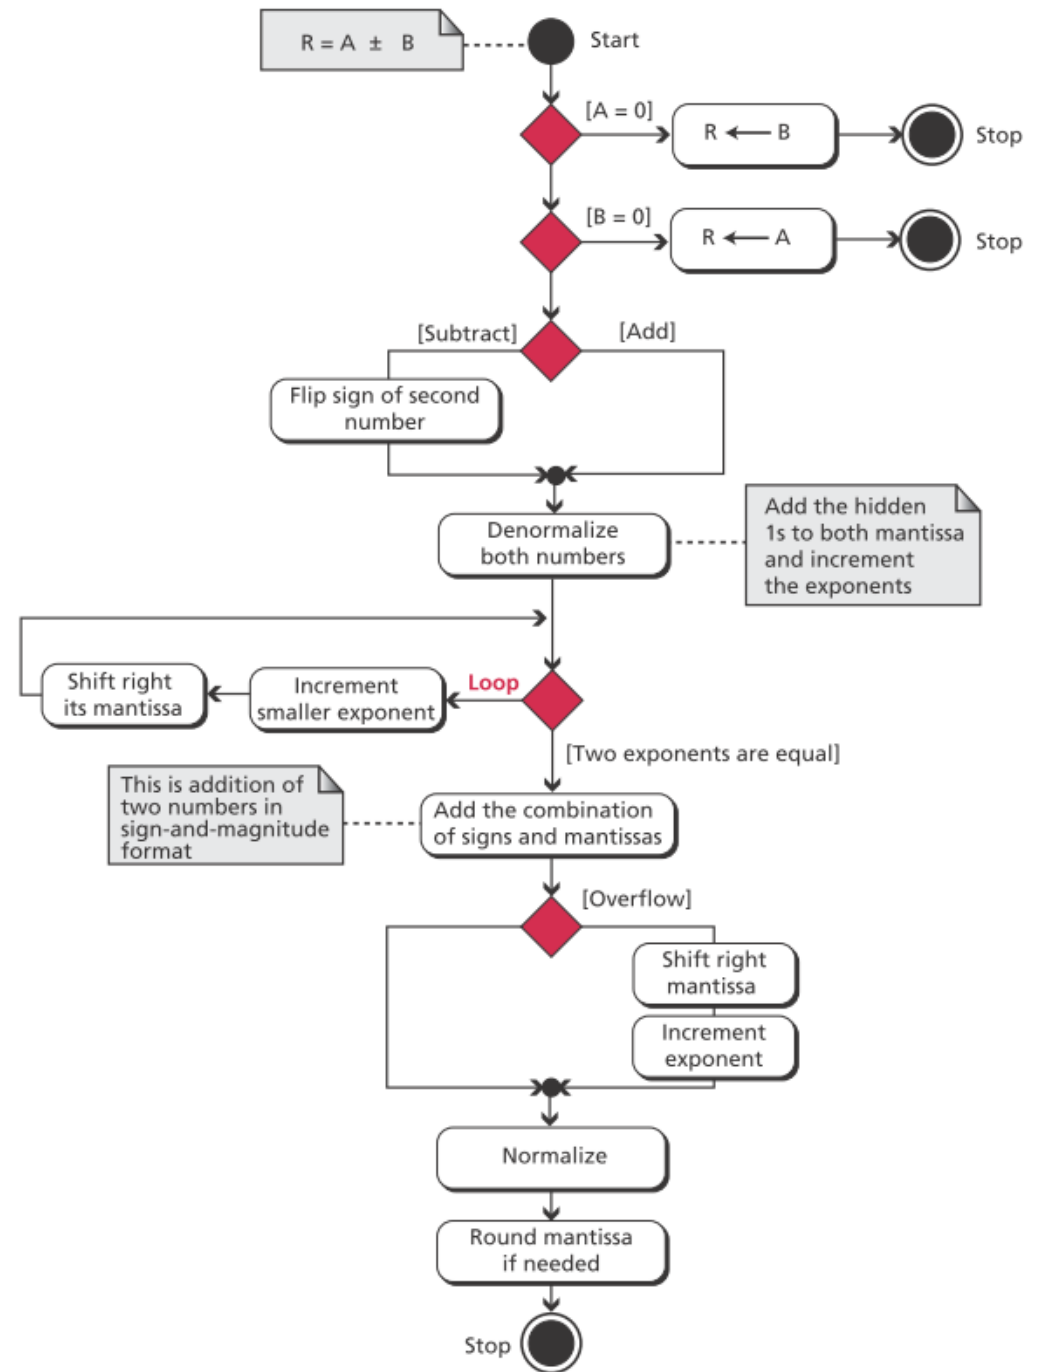 R = A ± B
Start
[A = 0]
R ← B
Stop
[B = 0]
R ← A
Stop
[Subtract]
[Add]
Flip sign of second
number
Denormalize
both numbers
Add the hidden
1s to both mantissa
and increment
the exponents
Shift right
its mantissa
Increment
smaller exponent
Loop
[Two exponents are equal]
This is addition of
two numbers in
sign-and-magnitude
format
Add the combination
of signs and mantissas
[Overflow]
Shift right
mantissa
Increment
exponent
Normalize
Round mantissa
if needed
Stop